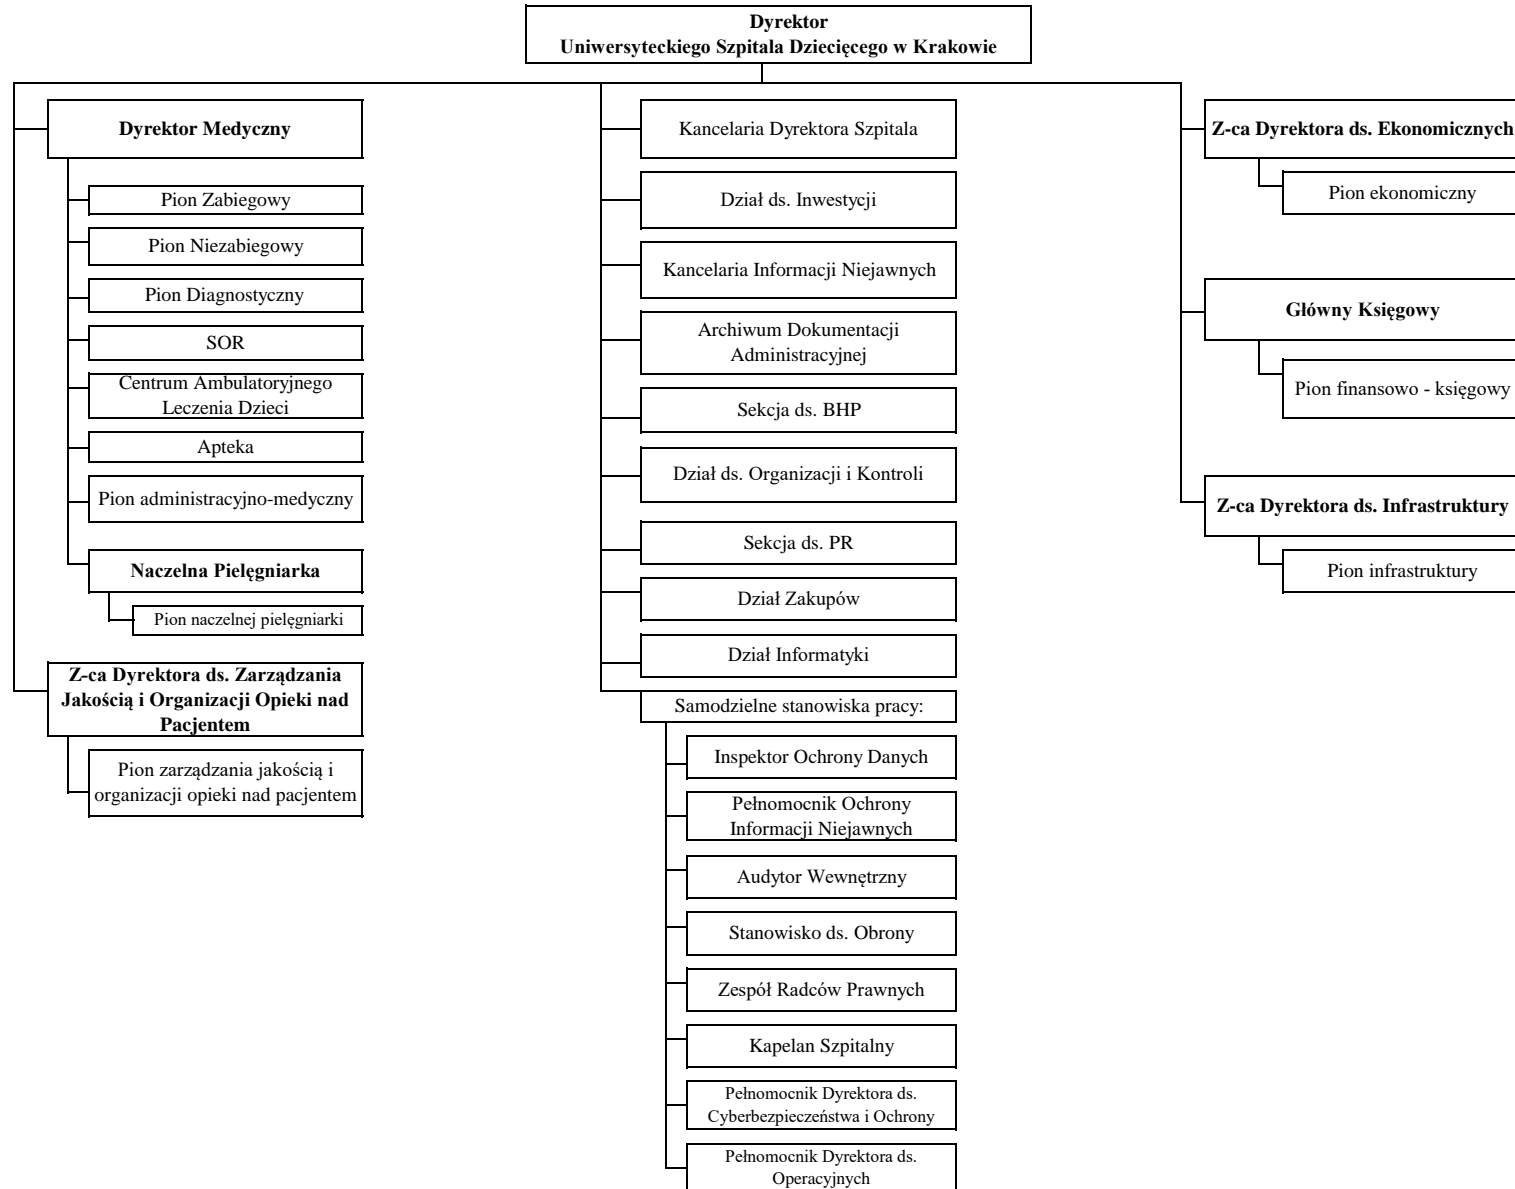 Dyrektor
Uniwersyteckiego Szpitala Dziecięcego w Krakowie
Dyrektor Medyczny
Pion Zabiegowy
Pion Niezabiegowy
Pion Diagnostyczny
SOR
Centrum Ambulatoryjnego
Leczenia Dzieci
Apteka
Pion administracyjno-medyczny
Naczelna Pielęgniarka
Pion naczelnej pielęgniarki
Z-ca Dyrektora ds. Zarządzania
Jakością i Organizacji Opieki nad
Pacjentem
Pion zarządzania jakością i
organizacji opieki nad pacjentem
Kancelaria Dyrektora Szpitala
Dział ds. Inwestycji
Kancelaria Informacji Niejawnych
Archiwum Dokumentacji
Administracyjnej
Sekcja ds. BHP
Dział ds. Organizacji i Kontroli
Sekcja ds. PR
Dział Zakupów
Dział Informatyki
Samodzielne stanowiska pracy:
Inspektor Ochrony Danych
Pełnomocnik Ochrony
Informacji Niejawnych
Audytor Wewnętrzny
Stanowisko ds. Obrony
Zespół Radców Prawnych
Kapelan Szpitalny
Pełnomocnik Dyrektora ds.
Cyberbezpieczeństwa i Ochrony
Pełnomocnik Dyrektora ds.
Operacyjnych
Z-ca Dyrektora ds. Ekonomicznych
Pion ekonomiczny
Główny Księgowy
Pion finansowo - księgowy
Z-ca Dyrektora ds. Infrastruktury
Pion infrastruktury